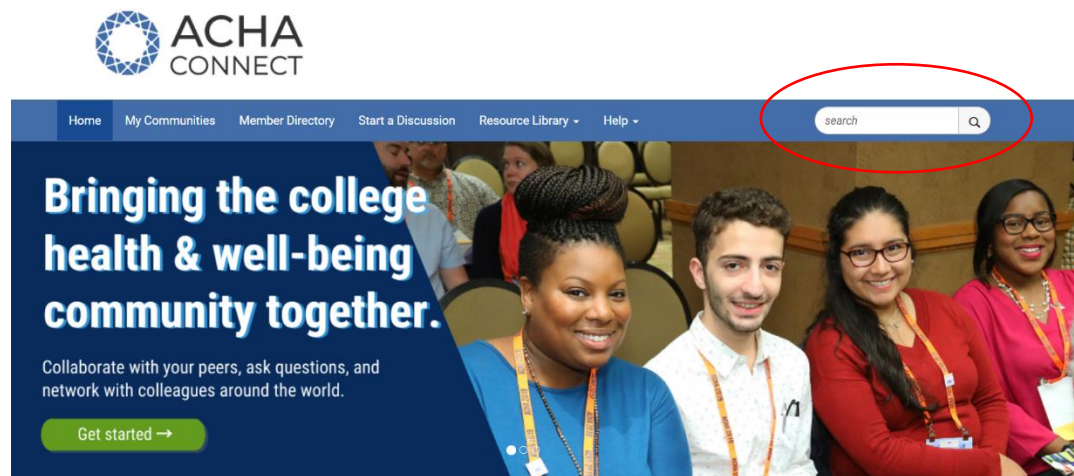 ACHA
CONNECT
Home My Communities Member Directory Start a Discussion Resource Library Help search
Bringing the college
health & well-being
community together.
Collaborate with your peers, ask questions, and
network with colleagues around the world.
Get started →